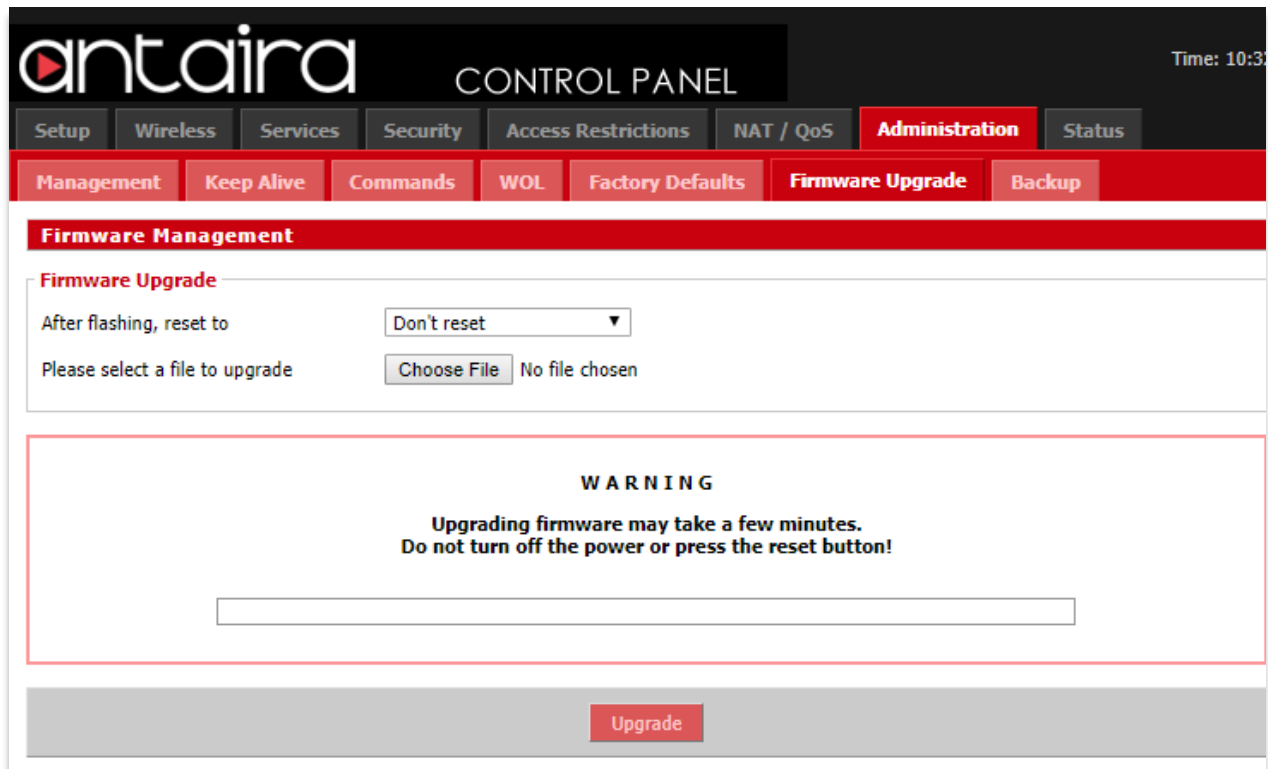 antaira CONTROL PANEL
Time: 10:32
Setup Wireless Services Security Access Restrictions NAT / QoS Administration Status
Management Keep Alive Commands WOL Factory Defaults Firmware Upgrade Backup
Firmware Management
Firmware Upgrade
After flashing, reset to Don't reset ▼
Please select a file to upgrade Choose File No file chosen
W A R N I N G
Upgrading firmware may take a few minutes.
Do not turn off the power or press the reset button!
Upgrade